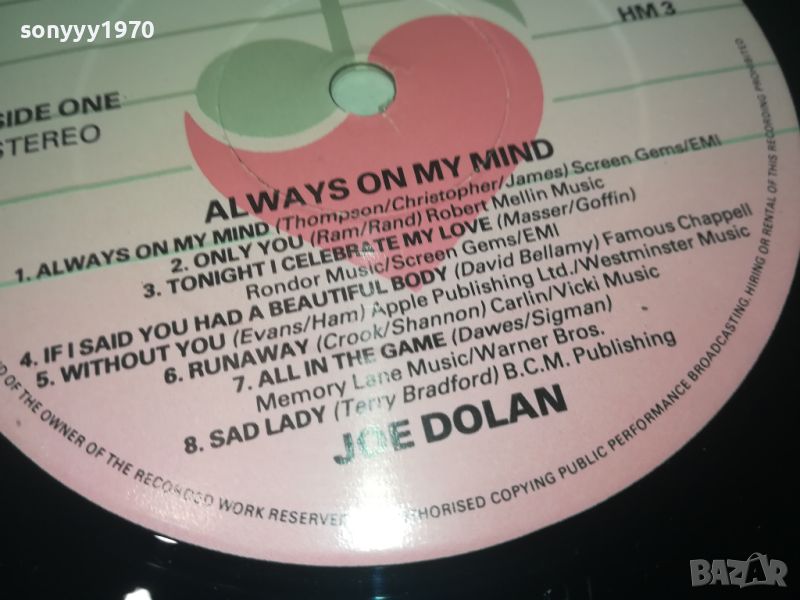 sonyyy1970
HM 3
SIDE ONE
STEREO
ALWAYS ON MY MIND
1. ALWAYS ON MY MIND (Thompson/Christopher/James) Screen Gems/EMI
2. ONLY YOU (Ram/Rand) Robert Mellin Music
3. TONIGHT I CELEBRATE MY LOVE (Masser/Goffin)
Rondor Music/Screen Gems/EMI
4. IF I SAID YOU HAD A BEAUTIFUL BODY (David Bellamy) Famous Chappell
5. WITHOUT YOU (Evans/Ham) Apple Publishing Ltd./Westminster Music
6. RUNAWAY (Crook/Shannon) Carlin/Vicki Music
7. ALL IN THE GAME (Dawes/Sigman)
Memory Lane Music/Warner Bros.
8. SAD LADY (Terry Bradford) B.C.M. Publishing
JOE DOLAN
OF THE OWNER OF THE RECORDED WORK RESERVED UNAUTHORISED COPYING PUBLIC PERFORMANCE BROADCASTING, HIRING OR RENTAL OF THIS RECORDING PROHIBITED
BAZAR